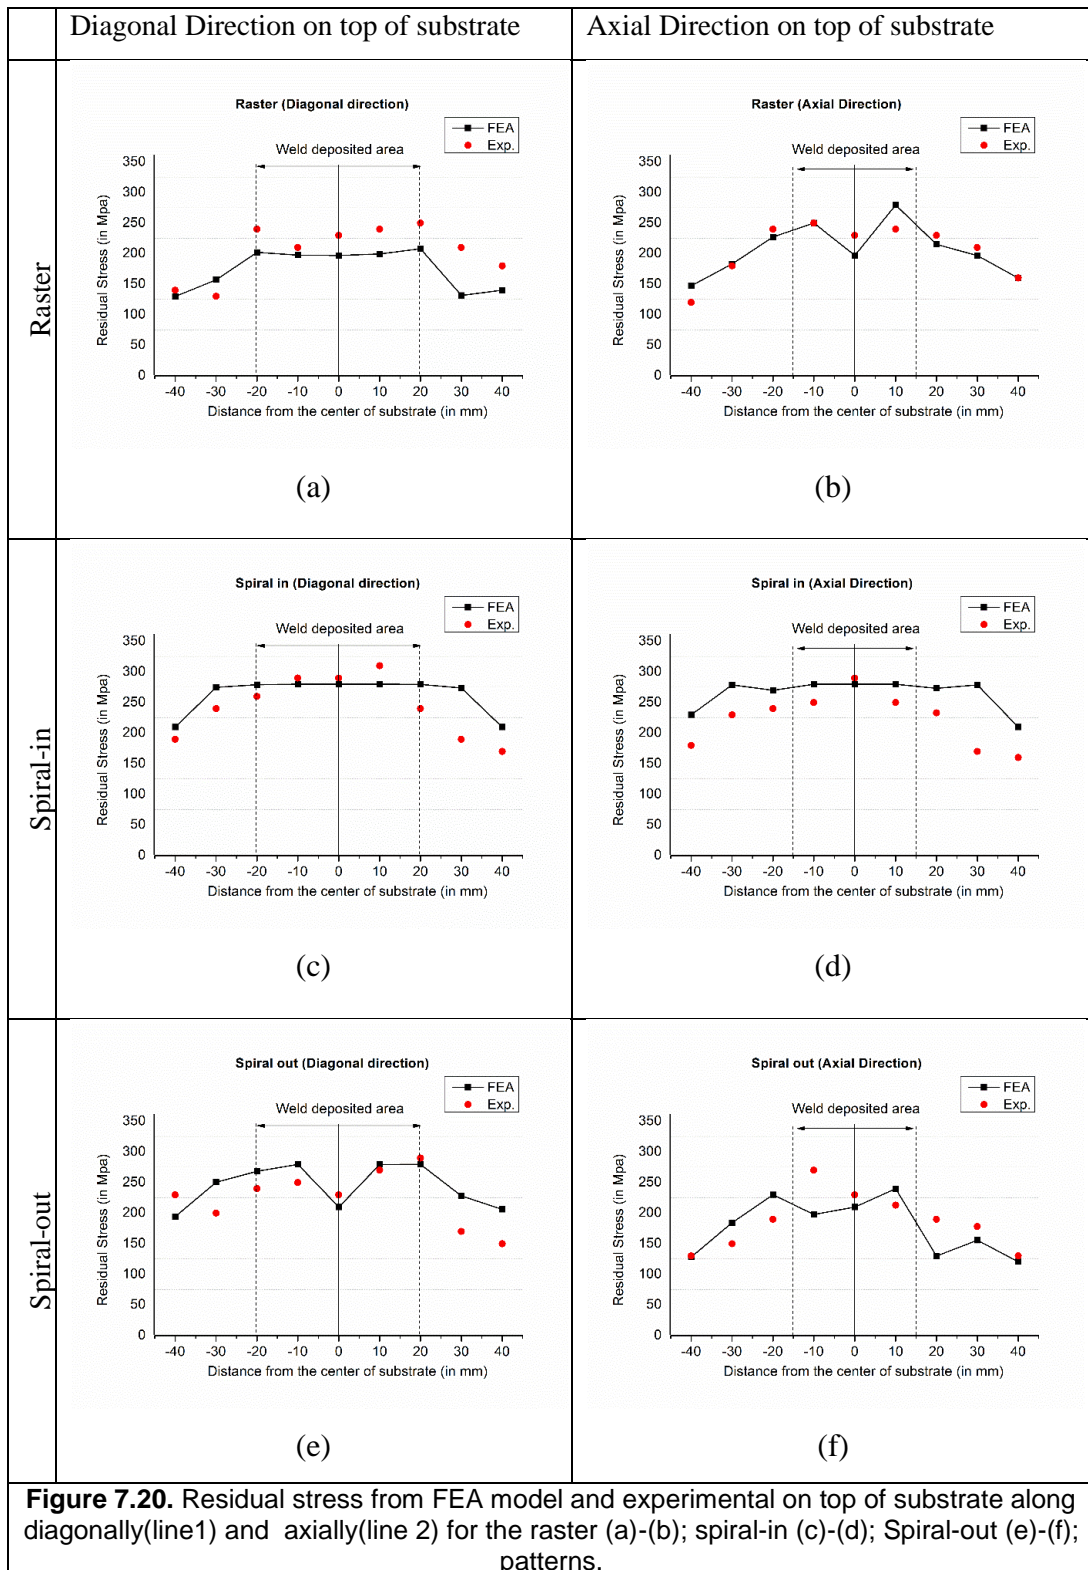 Diagonal Direction on top of substrate
Axial Direction on top of substrate
Raster
Raster (Diagonal direction)
FEA
Exp.
Weld deposited area
350
300
250
200
150
100
50
0
Residual Stress (in Mpa)
-40 -30 -20 -10 0 10 20 30 40
Distance from the center of substrate (in mm)
(a)
Raster (Axial Direction)
FEA
Exp.
Weld deposited area
350
300
250
200
150
100
50
0
Residual Stress (in Mpa)
-40 -30 -20 -10 0 10 20 30 40
Distance from the center of substrate (in mm)
(b)
Spiral-in
Spiral in (Diagonal direction)
FEA
Exp.
Weld deposited area
350
300
250
200
150
100
50
0
Residual Stress (in Mpa)
-40 -30 -20 -10 0 10 20 30 40
Distance from the center of substrate (in mm)
(c)
Spiral in (Axial Direction)
FEA
Exp.
Weld deposited area
350
300
250
200
150
100
50
0
Residual Stress (in Mpa)
-40 -30 -20 -10 0 10 20 30 40
Distance from the center of substrate (in mm)
(d)
Spiral-out
Spiral out (Diagonal direction)
FEA
Exp.
Weld deposited area
350
300
250
200
150
100
50
0
Residual Stress (in Mpa)
-40 -30 -20 -10 0 10 20 30 40
Distance from the center of substrate (in mm)
(e)
Spiral out (Axial Direction)
FEA
Exp.
Weld deposited area
350
300
250
200
150
100
50
0
Residual Stress (in Mpa)
-40 -30 -20 -10 0 10 20 30 40
Distance from the center of substrate (in mm)
(f)
Figure 7.20. Residual stress from FEA model and experimental on top of substrate along
diagonally(line1) and axially(line 2) for the raster (a)-(b); spiral-in (c)-(d); Spiral-out (e)-(f);
patterns.